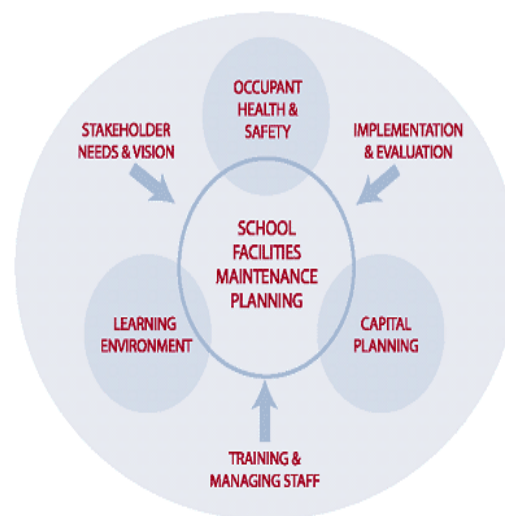 OCCUPANT
HEALTH &
SAFETY
STAKEHOLDER
NEEDS & VISION
IMPLEMENTATION
& EVALUATION
SCHOOL
FACILITIES
MAINTENANCE
PLANNING
LEARNING
ENVIRONMENT
CAPITAL
PLANNING
TRAINING &
MANAGING STAFF